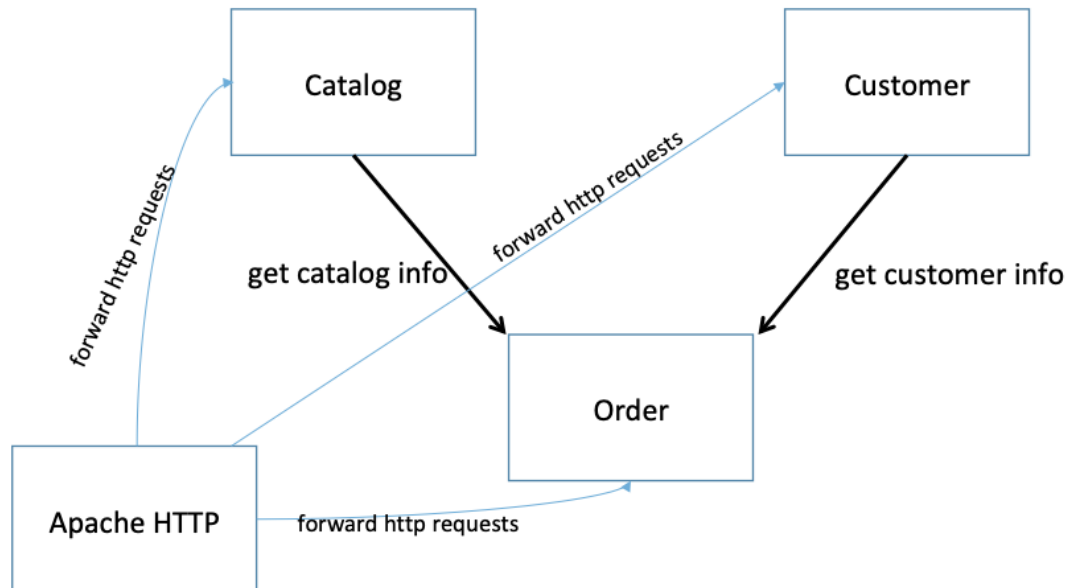 Catalog
Customer
forward http requests
forward http requests
get catalog info
get customer info
Order
Apache HTTP
forward http requests